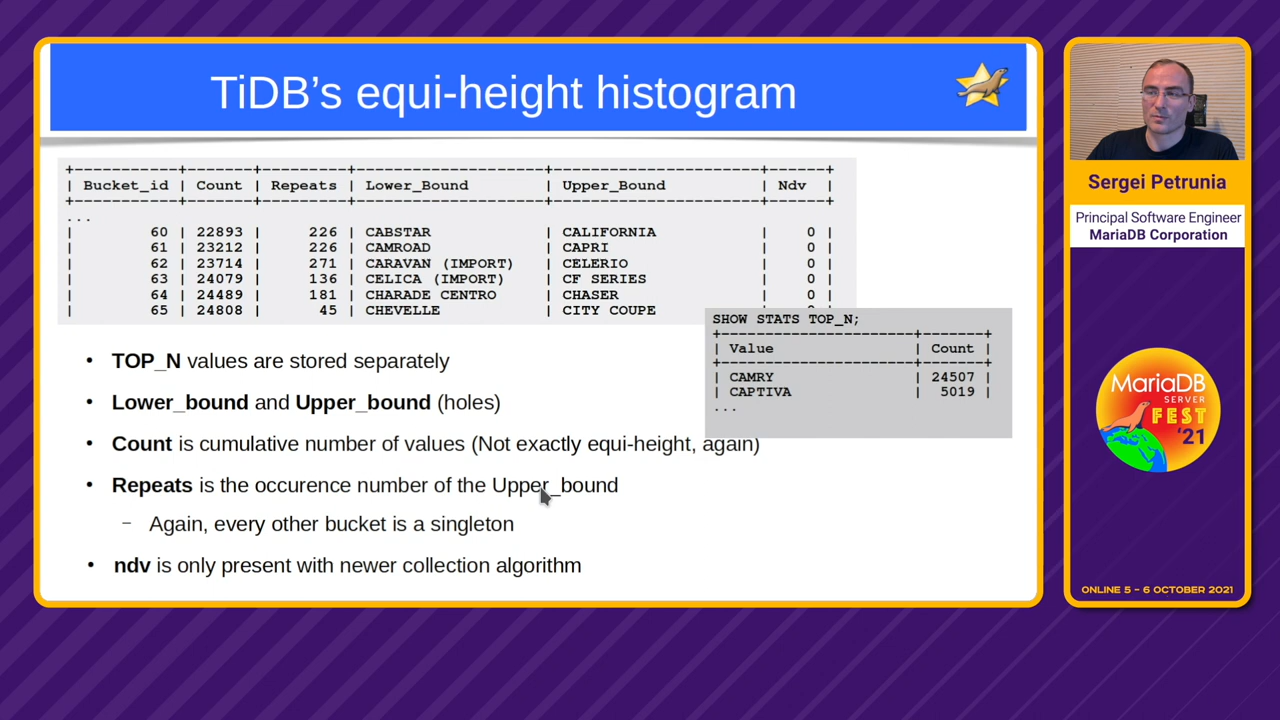 TiDB's equi-height histogram
+-----------+-------+---------+--------------------+----------------------+------+
| Bucket_id | Count | Repeats | Lower_Bound | Upper_Bound | Ndv |
+-----------+-------+---------+--------------------+----------------------+------+
...
| 60 | 22893 | 226 | CABSTAR | CALIFORNIA | 0 |
| 61 | 23212 | 226 | CAMROAD | CAPRI | 0 |
| 62 | 23714 | 271 | CARAVAN (IMPORT) | CELERIO | 0 |
| 63 | 24079 | 136 | CELICA (IMPORT) | CF SERIES | 0 |
| 64 | 24489 | 181 | CHARADE CENTRO | CHASER | 0 |
| 65 | 24808 | 45 | CHEVELLE | CITY COUPE | 0 |
SHOW STATS TOP_N;
+--------------------+-------+
| Value | Count |
+--------------------+-------+
| CAMRY | 24507 |
| CAPTIVA | 5019 |
...
• TOP_N values are stored separately
• Lower_bound and Upper_bound (holes)
• Count is cumulative number of values (Not exactly equi-height, again)
• Repeats is the occurence number of the Upper_bound
– Again, every other bucket is a singleton
• ndv is only present with newer collection algorithm
Sergei Petrunia
Principal Software Engineer
MariaDB Corporation
MariaDB
SERVER
FEST
'21
ONLINE 5 - 6 OCTOBER 2021